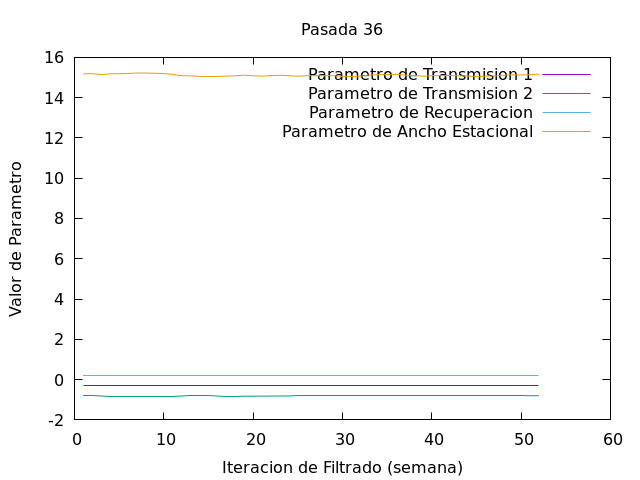 Pasada 36
Valor de Parametro
16
14
12
10
8
6
4
2
0
-2
Parametro de Transmision 1
Parametro de Transmision 2
Parametro de Recuperacion
Parametro de Ancho Estacional
0 10 20 30 40 50 60
Iteracion de Filtrado (semana)